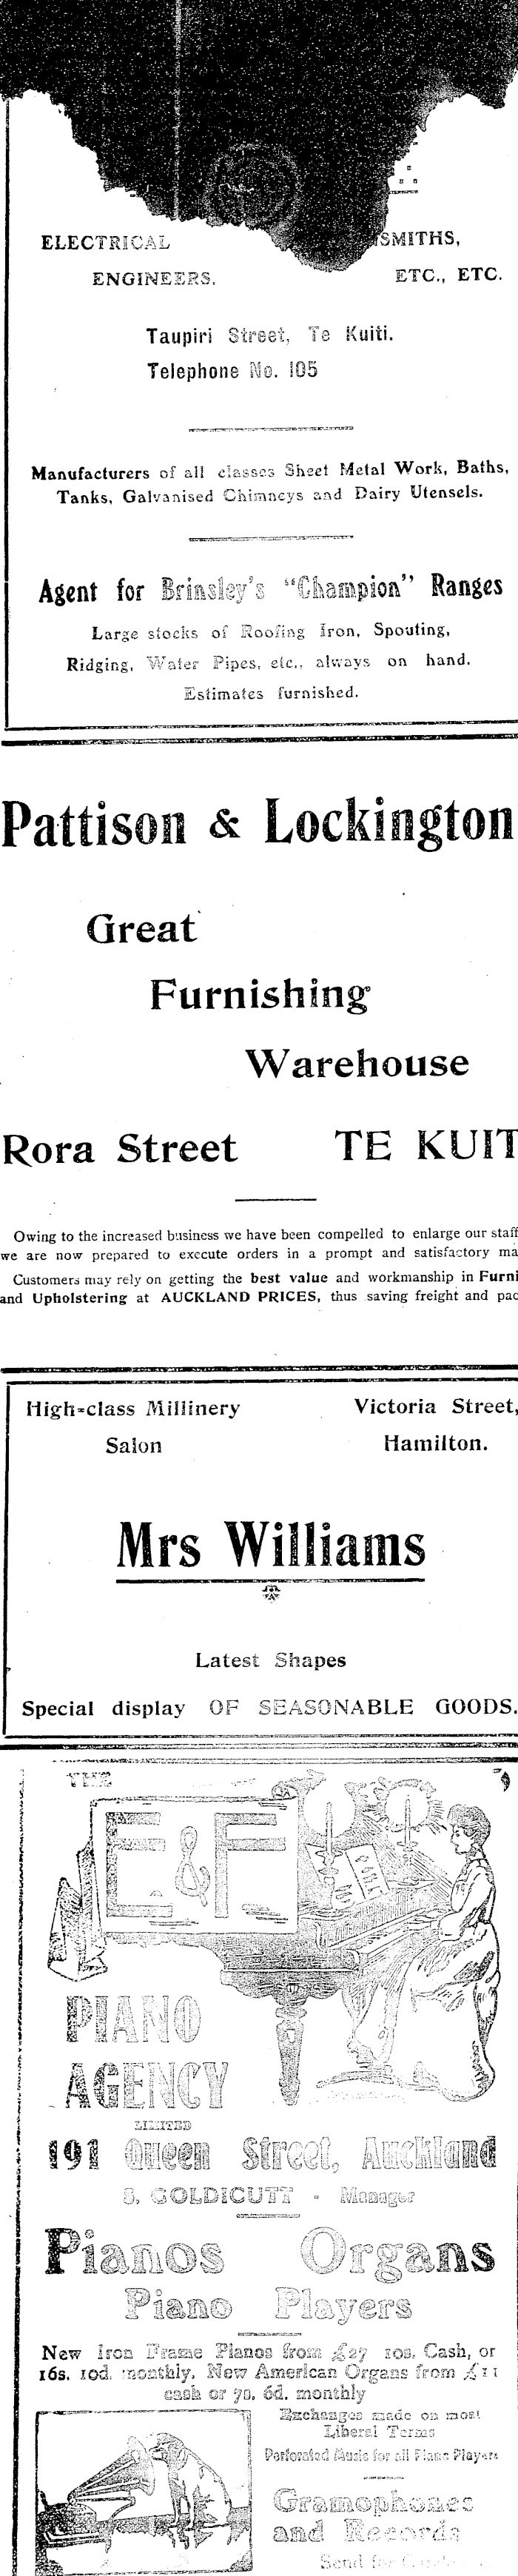 ELECTRICAL SMITHS,
ENGINEERS. ETC., ETC.
Taupiri Street, Te Kuiti.
Telephone No. 105
Manufacturers of all classes Sheet Metal Work, Baths,
Tanks, Galvanised Chimneys and Dairy Utensels.
Agent for Brinsley's "Champion" Ranges
Large stocks of Roofing Iron, Spouting,
Ridging, Water Pipes, etc., always on hand.
Estimates furnished.
Pattison & Lockington
Great
Furnishing
Warehouse
Rora Street TE KUIT
Owing to the increased business we have been compelled to enlarge our staff
we are now prepared to execute orders in a prompt and satisfactory ma
Customers may rely on getting the best value and workmanship in Furni
and Upholstering at AUCKLAND PRICES, thus saving freight and pac
High-class Millinery Victoria Street,
Salon Hamilton.
Mrs Williams
Latest Shapes
Special display OF SEASONABLE GOODS.
THE
E & F
PIANO
AGENCY
LIMITED
191 Queen Street, Auckland
S. COLDICUTT - Manager
Pianos Organs
Piano Players
New Iron Frame Pianos from £27 10s. Cash, or
16s. 10d. monthly. New American Organs from £11
cash or 7s. 6d. monthly
Exchanges made on most
Liberal Terms
Perforated Music for all Piano Players
Gramophones
and Records
Send for